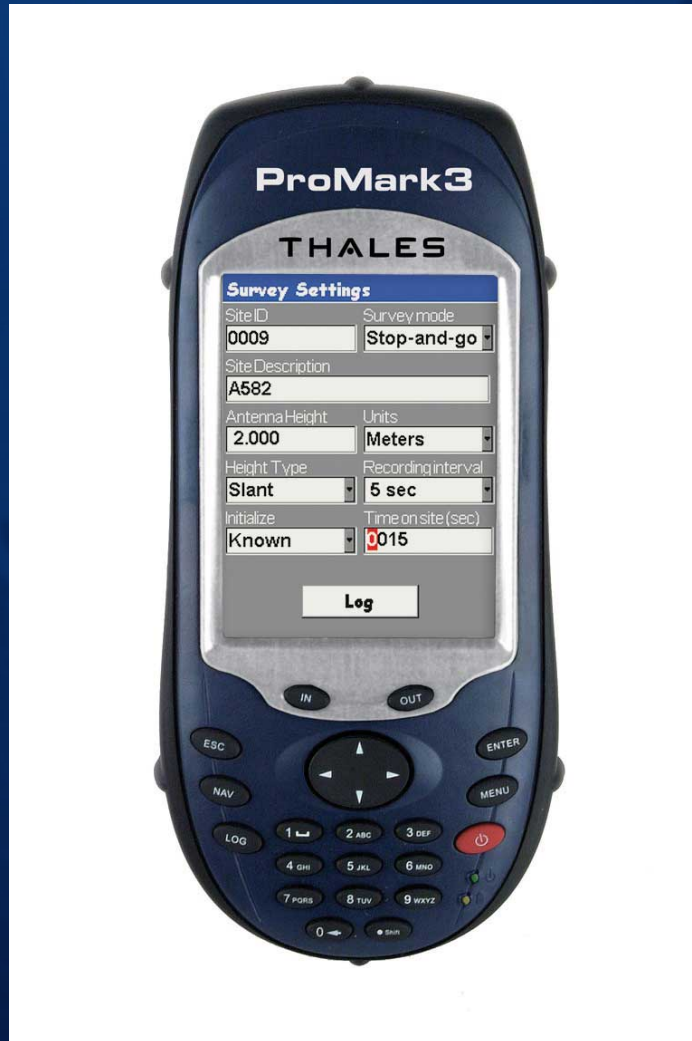 ProMark3
THALES
Survey Settings
Site ID Survey mode
0009 Stop-and-go
Site Description
A582
Antenna Height Units
2.000 Meters
Height Type Recording interval
Slant 5 sec
Initialize Time on site (sec)
Known 0015
Log
IN OUT
ESC ENTER
NAV MENU
LOG 1 2 ABC 3 DEF
4 GHI 5 JKL 6 MNO
7 PQRS 8 TUV 9 WXYZ
0 Shift